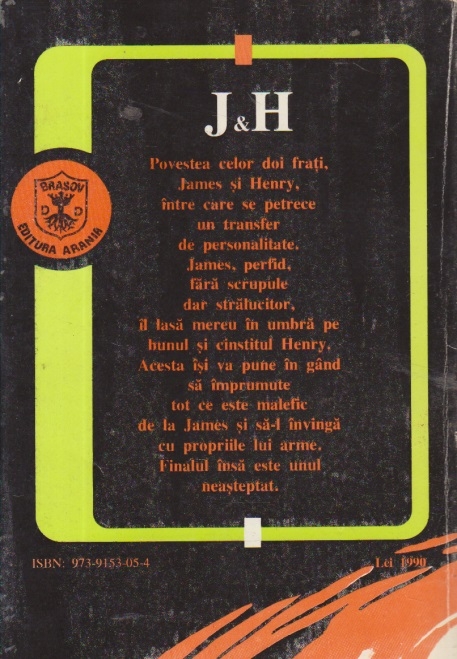 J&H
Povestea celor doi frați,
James și Henry,
între care se petrece
un transfer
de personalitate.
James, perfid,
fără scrupule
dar strălucitor,
îl lasă mereu în umbră pe
bunul și cinstitul Henry.
Acesta își va pune în gând
să împrumute
tot ce este malefic
de la James și să-l învingă
cu propriile lui arme.
Finalul însă este unul
neașteptat.
BRASOV
EDITURA ARANIA
ISBN: 973-9153-05-4
Lei 1990